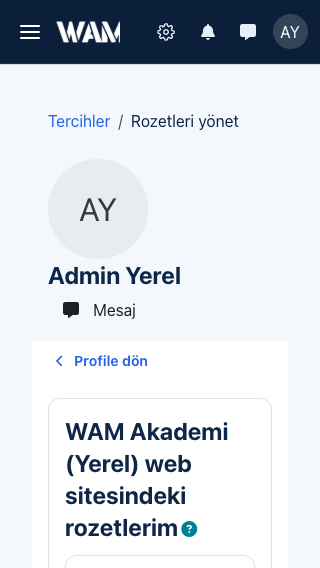 WAM
AY
Tercihler / Rozetleri yönet
AY
Admin Yerel
Mesaj
Profile dön
WAM Akademi
(Yerel) web
sitesindeki
rozetlerim ?